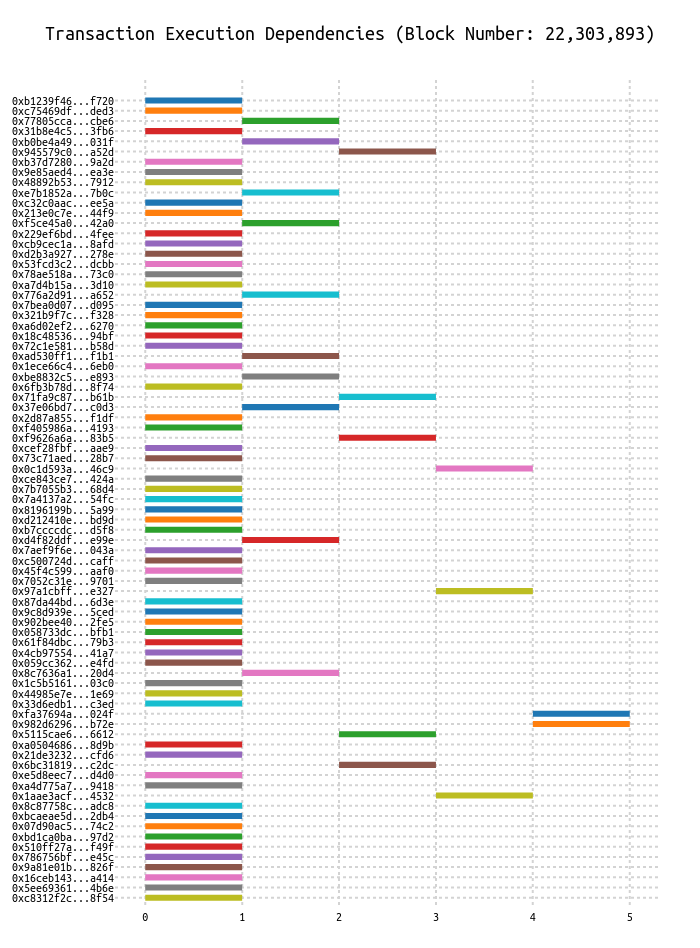 Transaction Execution Dependencies (Block Number: 22,303,893)
0xb1239f46...f720
0xc75469df...ded3
0x77805cca...cbe6
0x31b8e4c5...3fb6
0xb0be4a49...031f
0x945579c0...a52d
0xb37d7280...9a2d
0x9e85aed4...ea3e
0x48892b53...7912
0xe7b1852a...7b0c
0xc32c0aac...ee5a
0x213e0c7e...44f9
0xf5ce45a0...42a0
0x229ef6bd...4fee
0xcb9cec1a...8afd
0xd2b3a927...278e
0x53fcd3c2...dcbb
0x78ae518a...73c0
0xa7d4b15a...3d10
0x776a2d91...a652
0x7bea0d07...d095
0x321b9f7c...f328
0xa6d02ef2...6270
0x18c48536...94bf
0x72c1e581...b58d
0xad530ff1...f1b1
0x1ece66c4...6eb0
0xbe8832c5...e893
0x6fb3b78d...8f74
0x71fa9c87...b61b
0x37e06bd7...c0d3
0x2d87a855...f1df
0xf405986a...4193
0xf9626a6a...83b5
0xcef28fbf...aae9
0x73c71aed...28b7
0x0c1d593a...46c9
0xce843ce7...424a
0x7b7055b3...68d4
0x7a4137a2...54fc
0x8196199b...5a99
0xd212410e...bd9d
0xb7ccccdc...d5f8
0xd4f82ddf...e99e
0x7aef9f6e...043a
0xc500724d...caff
0x45f4c599...aaf0
0x7052c31e...9701
0x97a1cbff...e327
0x87da44bd...6d3e
0x9c8d939e...5ced
0x902bee40...2fe5
0x058733dc...bfb1
0x61f84dbc...79b3
0x4cb97554...41a7
0x059cc362...e4fd
0x8c7636a1...20d4
0x1c5b5161...03c0
0x44985e7e...1e69
0x33d6edb1...c3ed
0xfa37694a...024f
0x982d6296...b72e
0x5115cae6...6612
0xa0504686...8d9b
0x21de3232...cfd6
0x6bc31819...c2dc
0xe5d8eec7...d4d0
0xa4d775a7...9418
0x1aae3acf...4532
0x8c87758c...adc8
0xbcaeae5d...2db4
0x07d90ac5...74c2
0xbd1ca0ba...97d2
0x510ff27a...f49f
0x786756bf...e45c
0x9a81e01b...826f
0x16ceb143...a414
0x5ee69361...4b6e
0xc8312f2c...8f54
0 1 2 3 4 5